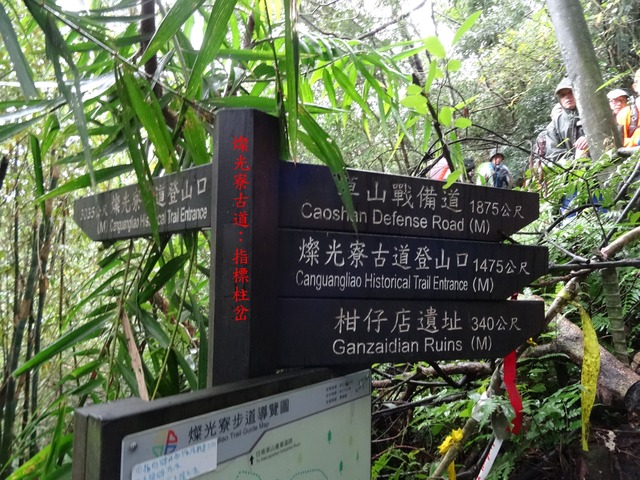 燦光寮古道：指標柱岔
燦光寮古道登山口
(M) Canguangliao Historical Trail Entrance
山戰備道 1875公尺
Caoshan Defense Road (M)
燦光寮古道登山口 1475公尺
Canguangliao Historical Trail Entrance (M)
柑仔店遺址 340公尺
Ganzaidian Ruins (M)
燦光寮步道導覽圖
Trail Guide Map